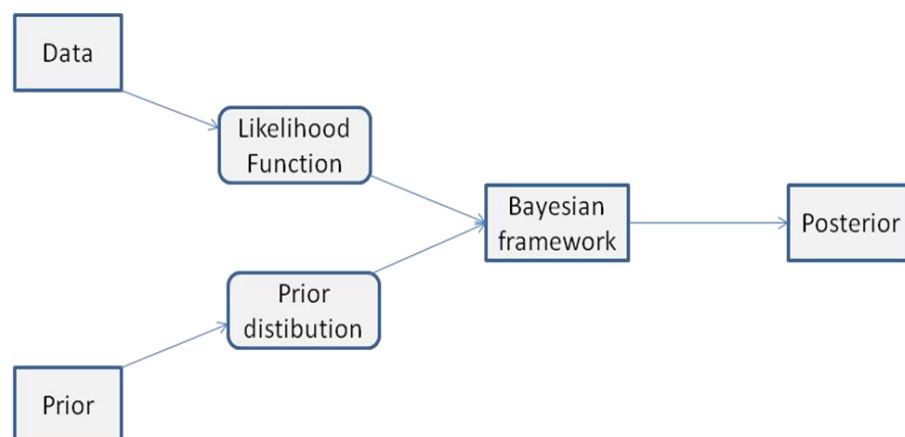 Data
Likelihood
Function
Bayesian
framework
Posterior
Prior
distibution
Prior